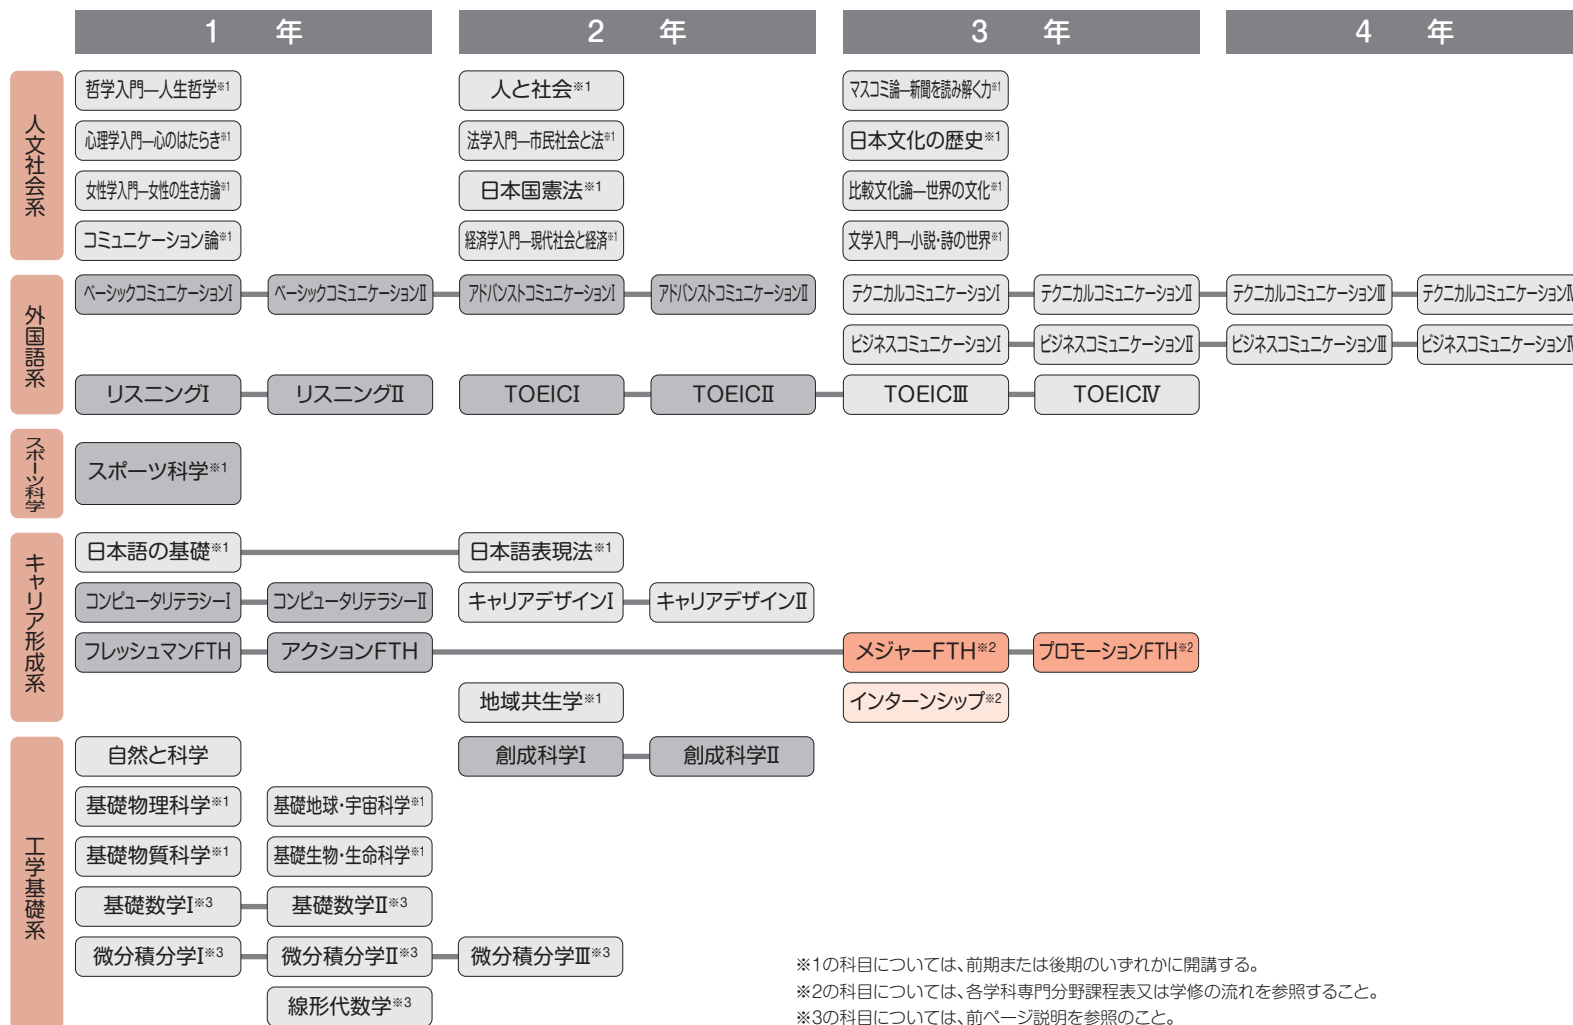 1 年 2 年 3 年 4 年
人文社会系
哲学入門―人生哲学※1 人と社会※1 マスコミ論―新聞を読み解く力※1
心理学入門―心のはたらき※1 法学入門―市民社会と法※1 日本文化の歴史※1
女性学入門―女性の生き方論※1 日本国憲法※1 比較文化論―世界の文化※1
コミュニケーション論※1 経済学入門―現代社会と経済※1 文学入門―小説・詩の世界※1
外国語系
ベーシックコミュニケーションⅠ ベーシックコミュニケーションⅡ アドバンストコミュニケーションⅠ アドバンストコミュニケーションⅡ テクニカルコミュニケーションⅠ テクニカルコミュニケーションⅡ テクニカルコミュニケーションⅢ テクニカルコミュニケーションⅣ
ビジネスコミュニケーションⅠ ビジネスコミュニケーションⅡ ビジネスコミュニケーションⅢ ビジネスコミュニケーションⅣ
リスニングⅠ リスニングⅡ TOEICⅠ TOEICⅡ TOEICⅢ TOEICⅣ
スポーツ科学
スポーツ科学※1
キャリア形成系
日本語の基礎※1 日本語表現法※1
コンピュータリテラシーⅠ コンピュータリテラシーⅡ キャリアデザインⅠ キャリアデザインⅡ
フレッシュマンFTH アクションFTH メジャーFTH※2 プロモーションFTH※2
地域共生学※1 インターンシップ※2
工学基礎系
自然と科学 創成科学Ⅰ 創成科学Ⅱ
基礎物理科学※1 基礎地球・宇宙科学※1
基礎物質科学※1 基礎生物・生命科学※1
基礎数学Ⅰ※3 基礎数学Ⅱ※3
微分積分学Ⅰ※3 微分積分学Ⅱ※3 微分積分学Ⅲ※3
線形代数学※3
※1の科目については、前期または後期のいずれかに開講する。
※2の科目については、各学科専門分野課程表又は学修の流れを参照すること。
※3の科目については、前ページ説明を参照のこと。